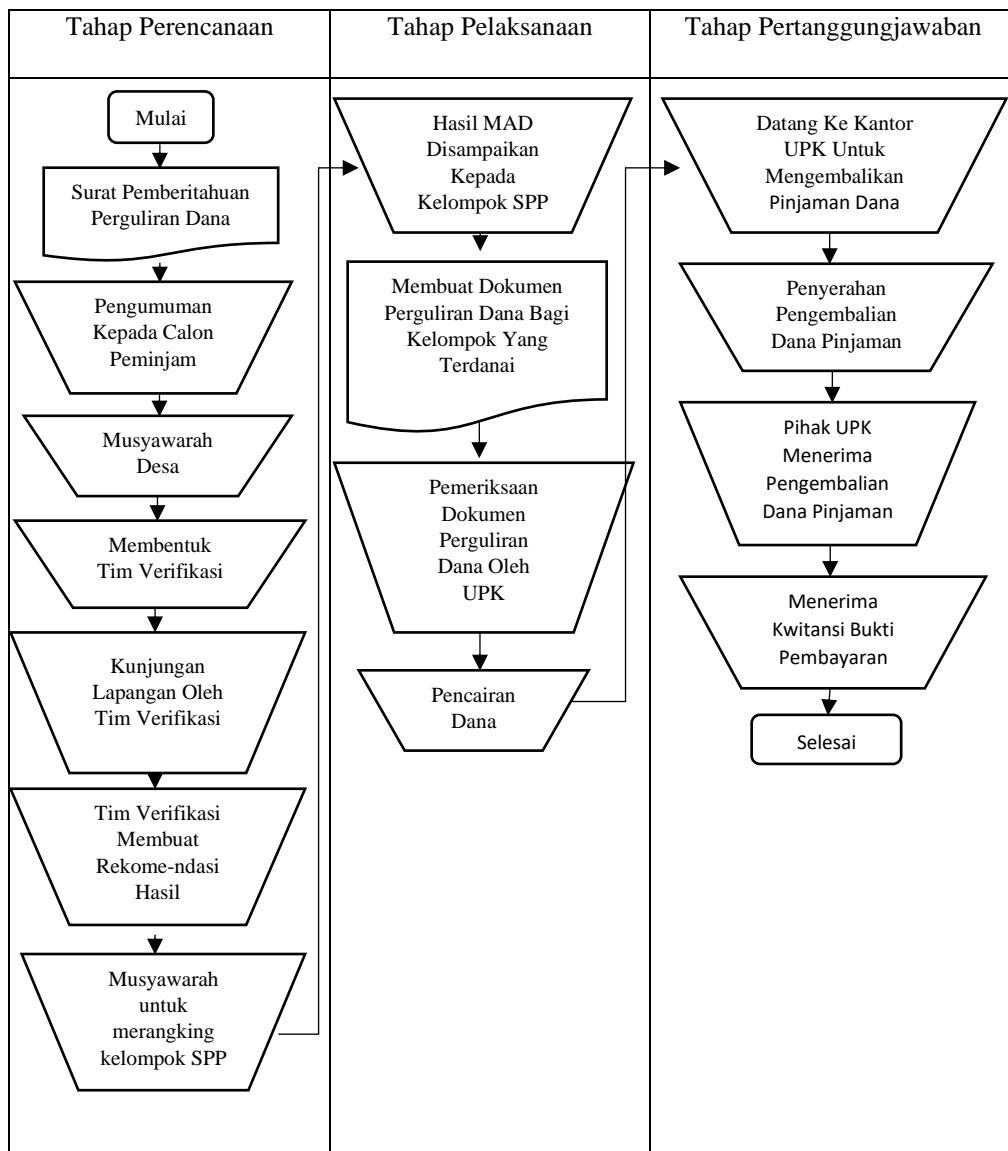 Tahap Perencanaan
Tahap Pelaksanaan
Tahap Pertanggungjawaban
Mulai
Surat Pemberitahuan
Perguliran Dana
Pengumuman
Kepada Calon
Peminjam
Musyawarah
Desa
Membentuk
Tim Verifikasi
Kunjungan
Lapangan Oleh
Tim Verifikasi
Tim Verifikasi
Membuat
Rekome-ndasi
Hasil
Musyawarah
untuk
merangking
kelompok SPP
Hasil MAD
Disampaikan
Kepada
Kelompok SPP
Membuat Dokumen
Perguliran Dana Bagi
Kelompok Yang
Terdanai
Pemeriksaan
Dokumen
Perguliran
Dana Oleh
UPK
Pencairan
Dana
Datang Ke Kantor
UPK Untuk
Mengembalikan
Pinjaman Dana
Penyerahan
Pengembalian
Dana Pinjaman
Pihak UPK
Menerima
Pengembalian
Dana Pinjaman
Menerima
Kwitansi Bukti
Pembayaran
Selesai